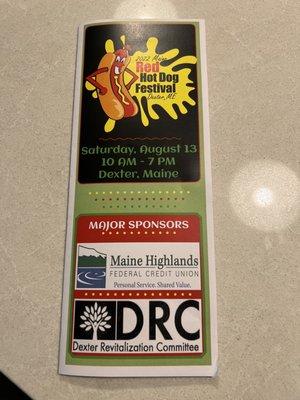 2022 Maine
Red
Hot Dog
Festival
Dexter, ME
Saturday, August 13
10 AM - 7 PM
Dexter, Maine
MAJOR SPONSORS
Maine Highlands
FEDERAL CREDIT UNION
Personal Service. Shared Value.
DRC
Dexter Revitalization Committee